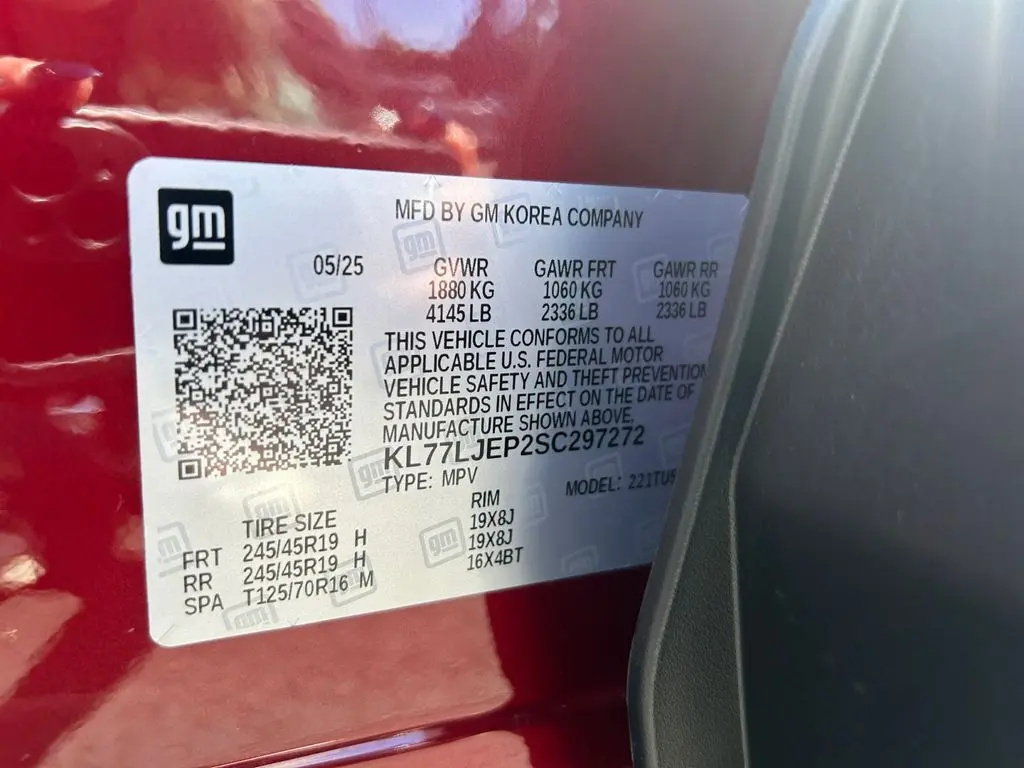 gm
MFD BY GM KOREA COMPANY
05/25 GVWR GAWR FRT GAWR RR
1880 KG 1060 KG 1060 KG
4145 LB 2336 LB 2336 LB
THIS VEHICLE CONFORMS TO ALL
APPLICABLE U.S. FEDERAL MOTOR
VEHICLE SAFETY AND THEFT PREVENTION
STANDARDS IN EFFECT ON THE DATE OF
MANUFACTURE SHOWN ABOVE.
KL77LJEP2SC297272
TYPE: MPV MODEL:
TIRE SIZE RIM
FRT 245/45R19 H 19X8J
RR 245/45R19 H 19X8J
SPA T125/70R16 M 16X4BT